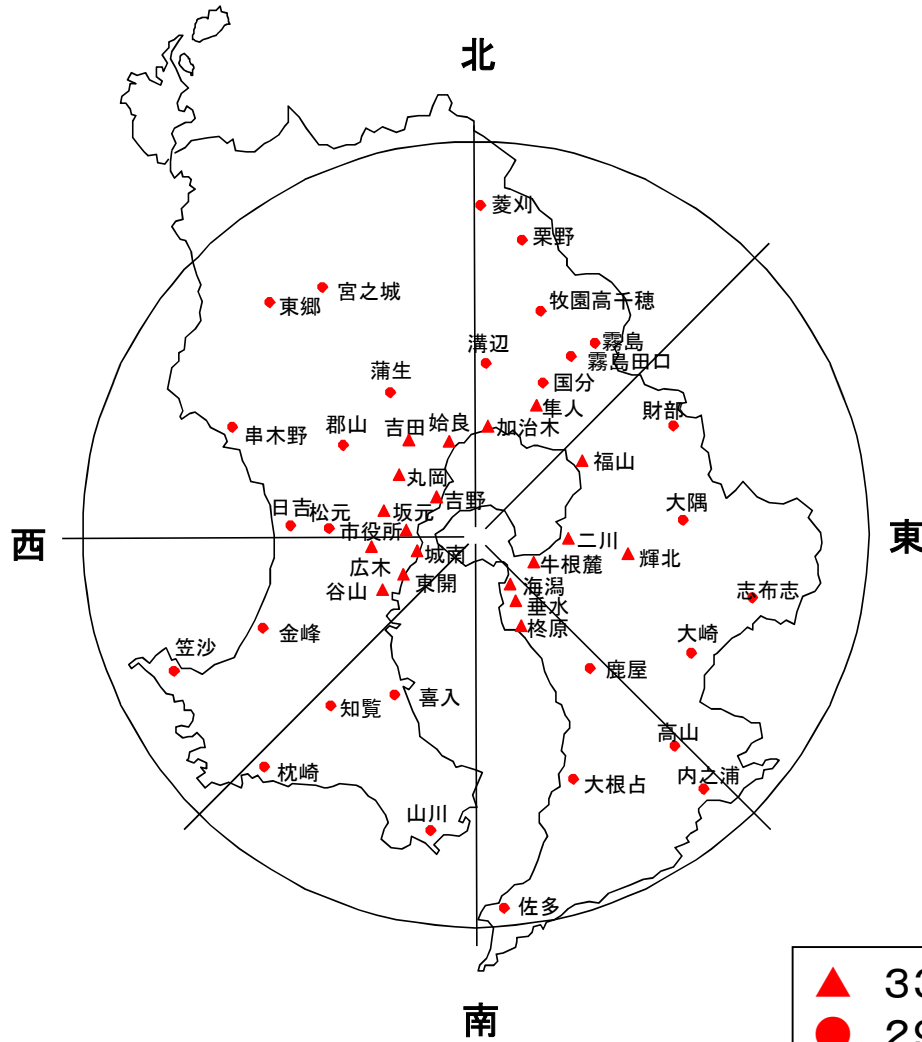 北
菱刈
栗野
牧園高千穂
宮之城
東郷
霧島
溝辺
霧島田口
蒲生
国分
隼人
財部
串木野
郡山
吉田
姶良
加治木
福山
丸岡
吉野
大隅
日吉
松元
坂元
市役所
西
東
二川
城南
牛根麓
輝北
広木
東開
海潟
谷山
志布志
垂水
柊原
金峰
大崎
笠沙
鹿屋
喜入
知覧
高山
枕崎
内之浦
大根占
山川
佐多
南
33
29